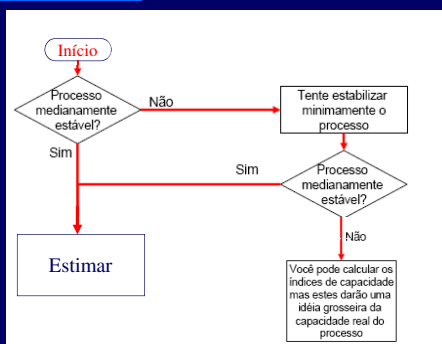 Início
Processo
medianamente
estável?
Não
Tente estabilizar
minimamente o
processo
Sim
Sim
Processo
medianamente
estável?
Não
Estimar
Você pode calcular os
índices de capacidade
mas estes darão uma
idéia grosseira da
capacidade real do
processo